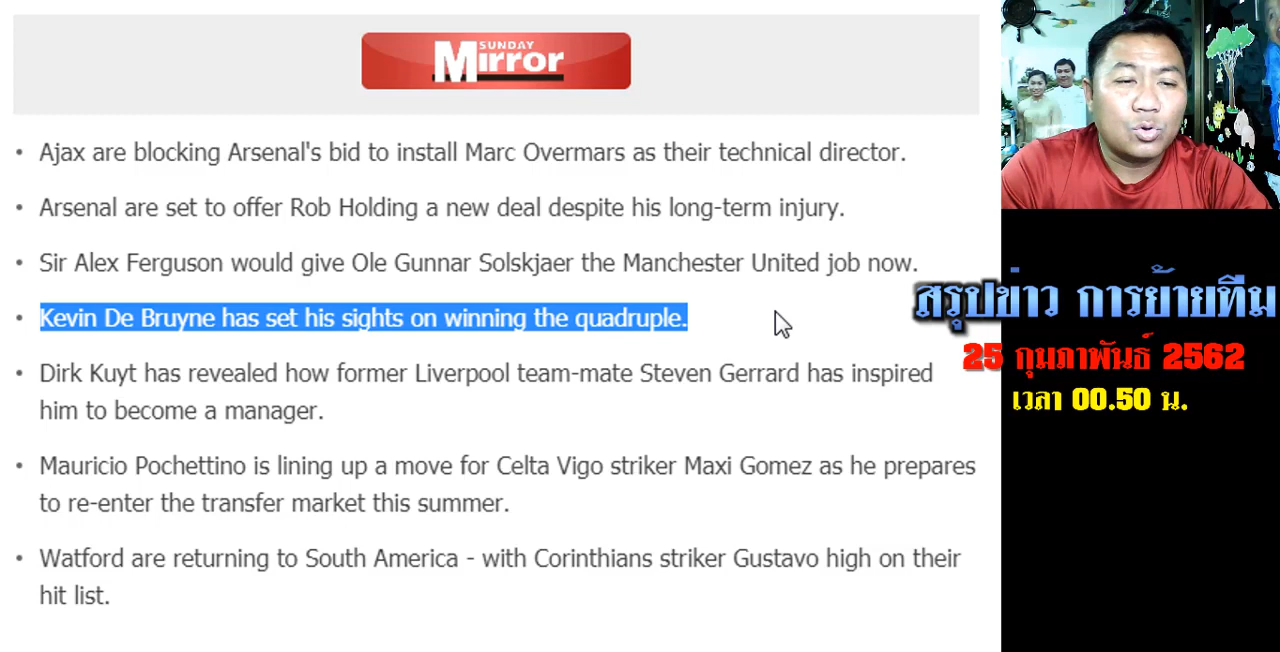 SUNDAY
Mirror
• Ajax are blocking Arsenal's bid to install Marc Overmars as their technical director.
• Arsenal are set to offer Rob Holding a new deal despite his long-term injury.
• Sir Alex Ferguson would give Ole Gunnar Solskjaer the Manchester United job now.
• Kevin De Bruyne has set his sights on winning the quadruple.
• Dirk Kuyt has revealed how former Liverpool team-mate Steven Gerrard has inspired
him to become a manager.
• Mauricio Pochettino is lining up a move for Celta Vigo striker Maxi Gomez as he prepares
to re-enter the transfer market this summer.
• Watford are returning to South America - with Corinthians striker Gustavo high on their
hit list.
สรุปข่าว การย้ายทีม
25 กุมภาพันธ์ 2562
เวลา 00.50 น.